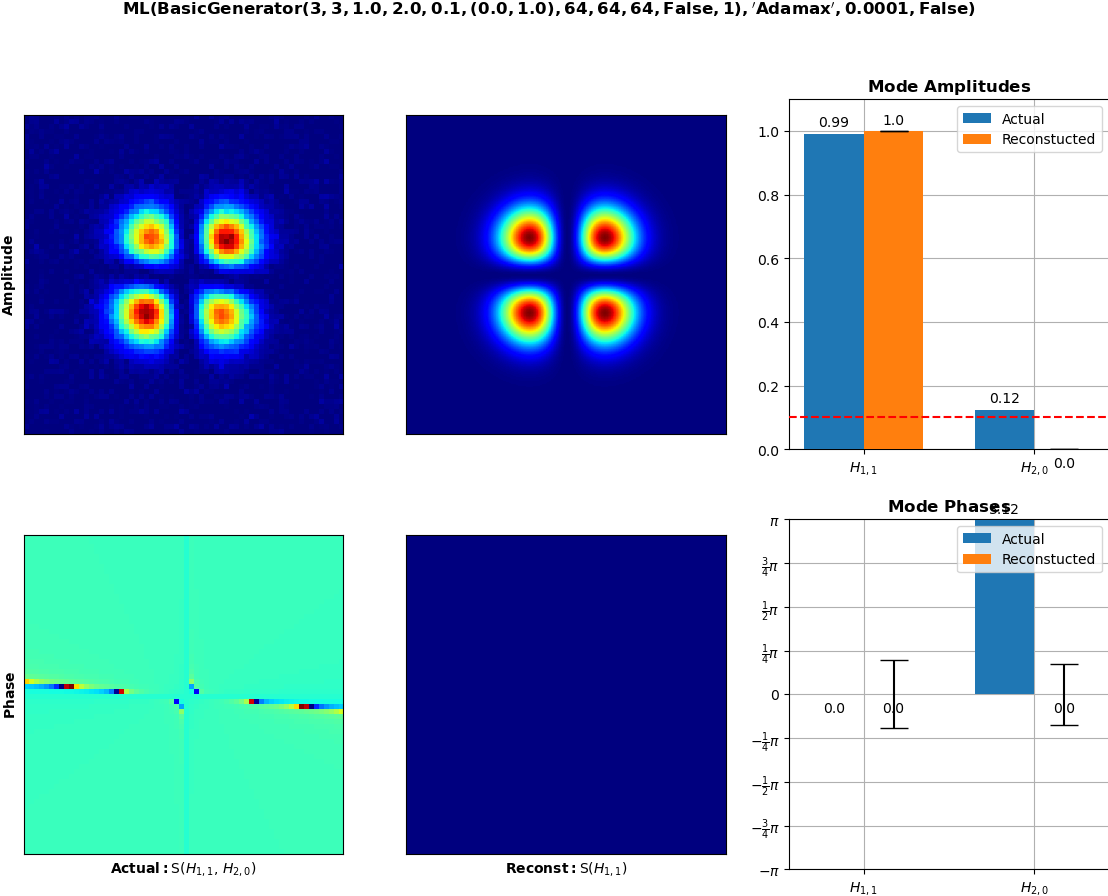 ML(BasicGenerator(3, 3, 1.0, 2.0, 0.1, (0.0, 1.0), 64, 64, 64, False, 1), ′Adamax′, 0.0001, False)
Mode Amplitudes
Amplitude
0.99
1.0
Actual
Reconstucted
1.0
0.8
0.6
0.4
0.2
0.0
0.12
0.0
H1,1
H2,0
Mode Phases
Phase
3.12
Actual
Reconstucted
π
3/4π
1/2π
1/4π
0
−1/4π
−1/2π
−3/4π
−π
0.0
0.0
0.0
H1,1
H2,0
Actual: S(H1,1, H2,0)
Reconst: S(H1,1)